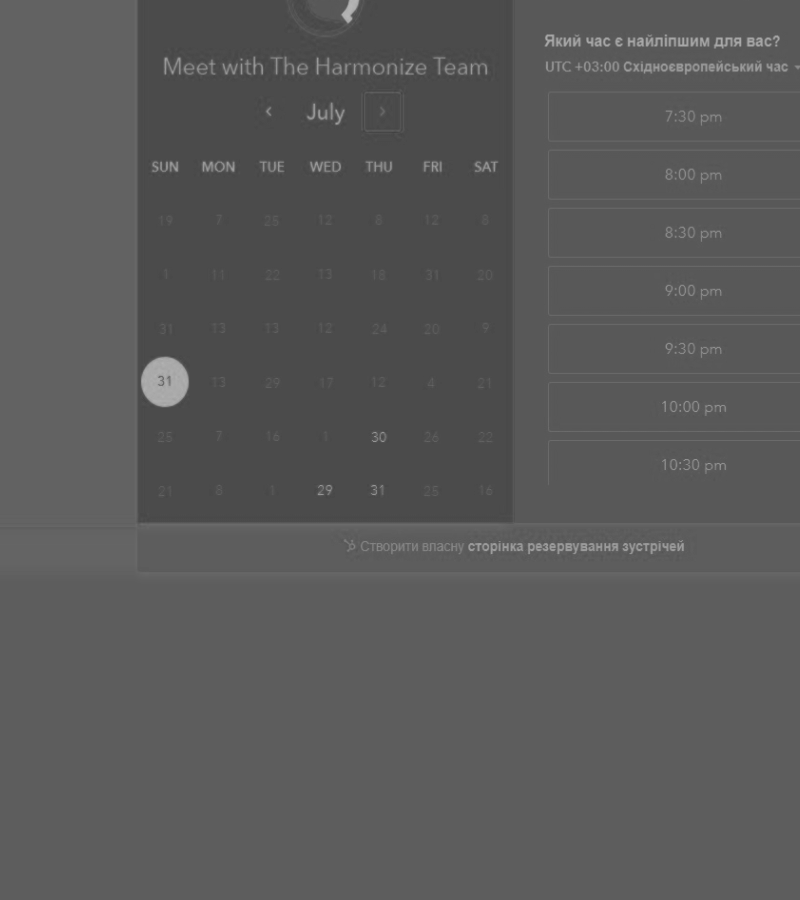 Meet with The Harmonize Team
July
SUN MON TUE WED THU FRI SAT
19 7 25 12 8 12 8
1 11 22 13 18 31 20
31 13 13 12 24 20 9
31 13 29 17 12 4 21
25 7 16 1 30 26 22
21 8 1 29 31 25 16
Який час є найліпшим для вас?
UTC +03:00 Східноєвропейський час
7:30 pm
8:00 pm
8:30 pm
9:00 pm
9:30 pm
10:00 pm
10:30 pm
Створити власну сторінка резервування зустрічей